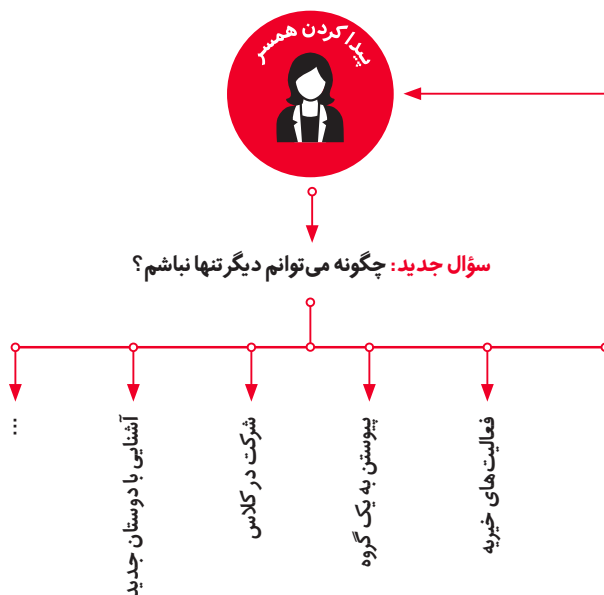 پیدا کردن همسر
سؤال جدید: چگونه می‌توانم دیگر تنها نباشم؟
فعالیت‌های خیریه
پیوستن به یک گروه
شرکت در کلاس
آشنایی با دوستان جدید
...